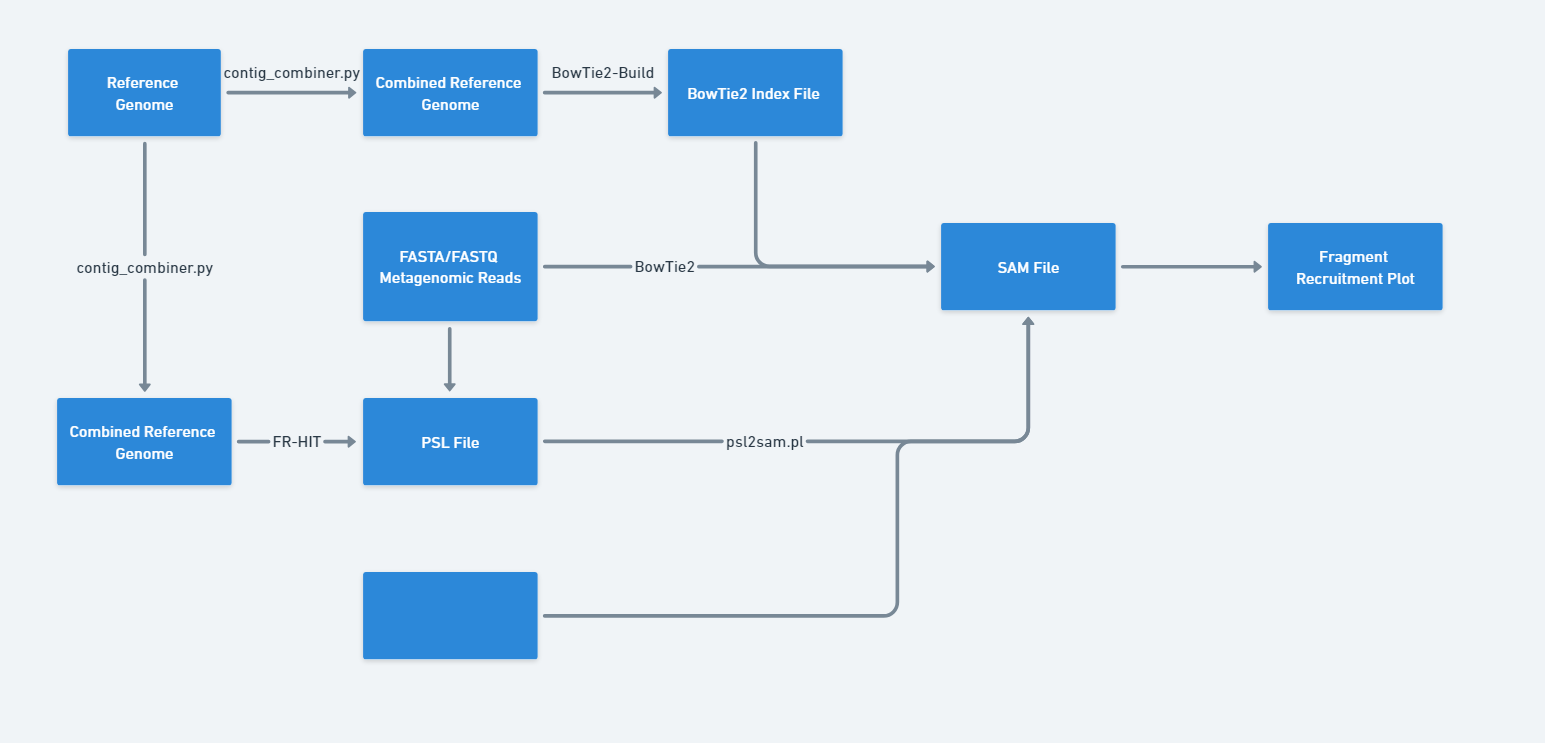 Reference
Genome
contig_combiner.py
Combined Reference
Genome
BowTie2-Build
BowTie2 Index File
contig_combiner.py
FASTA/FASTQ
Metagenomic Reads
BowTie2
SAM File
Fragment
Recruitment Plot
Combined Reference
Genome
FR-HIT
PSL File
psl2sam.pl